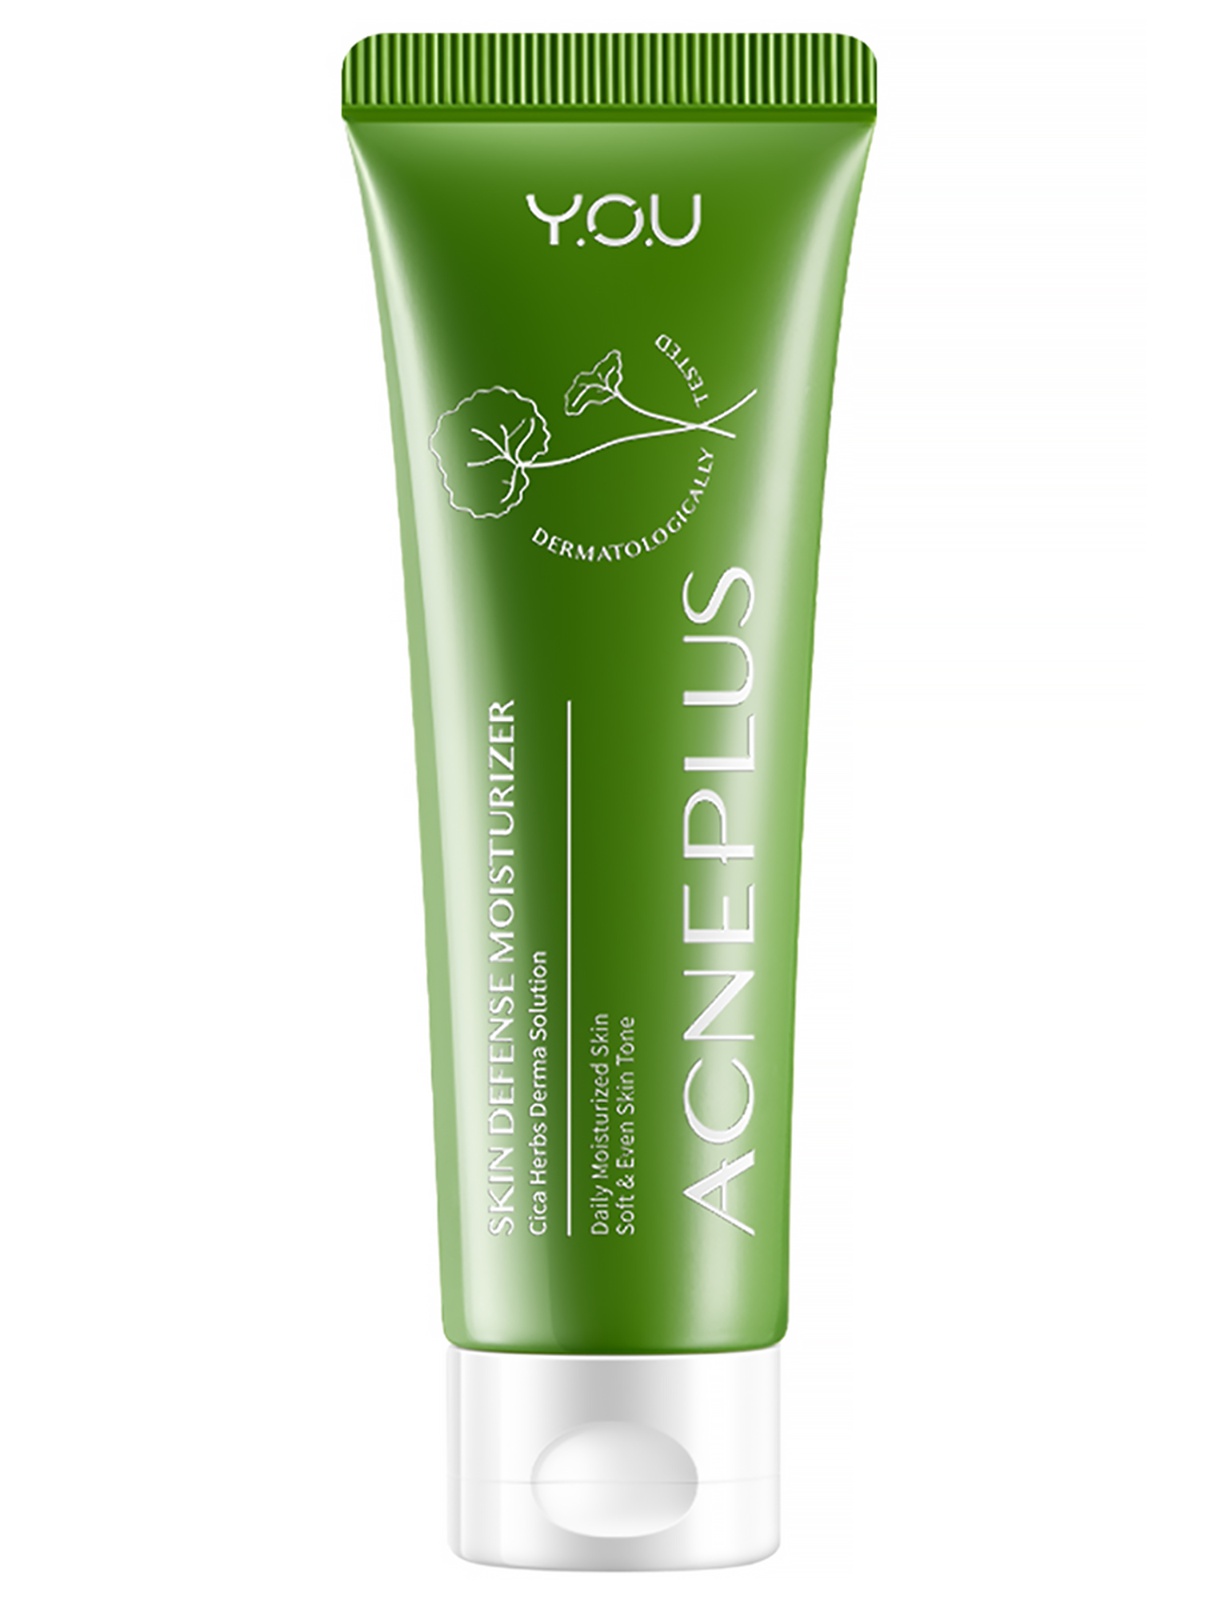 Y.O.U
DERMATOLOGICALLY TESTED
ACNEPLUS
SKIN DEFENSE MOISTURIZER
Cica Herbs Derma Solution
Daily Moisturized Skin
Soft & Even Skin Tone